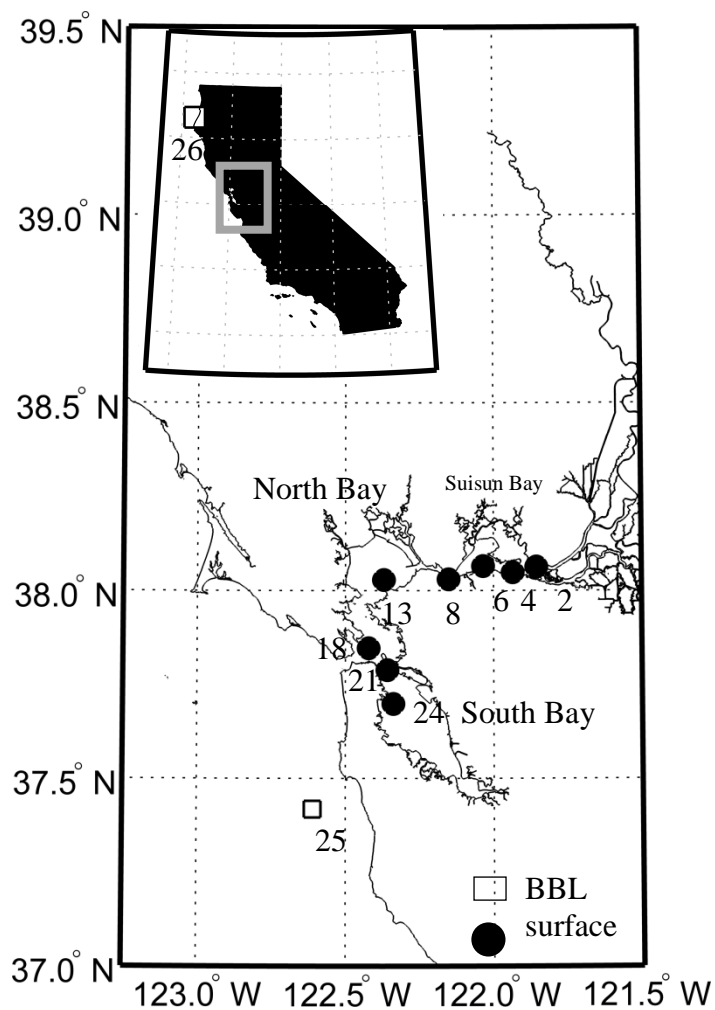 39.5° N
26
39.0° N
38.5° N
North Bay
Suisun Bay
38.0° N
13
8
6
4
2
18
21
24
South Bay
37.5° N
25
BBL
surface
37.0° N
123.0° W
122.5° W
122.0° W
121.5° W